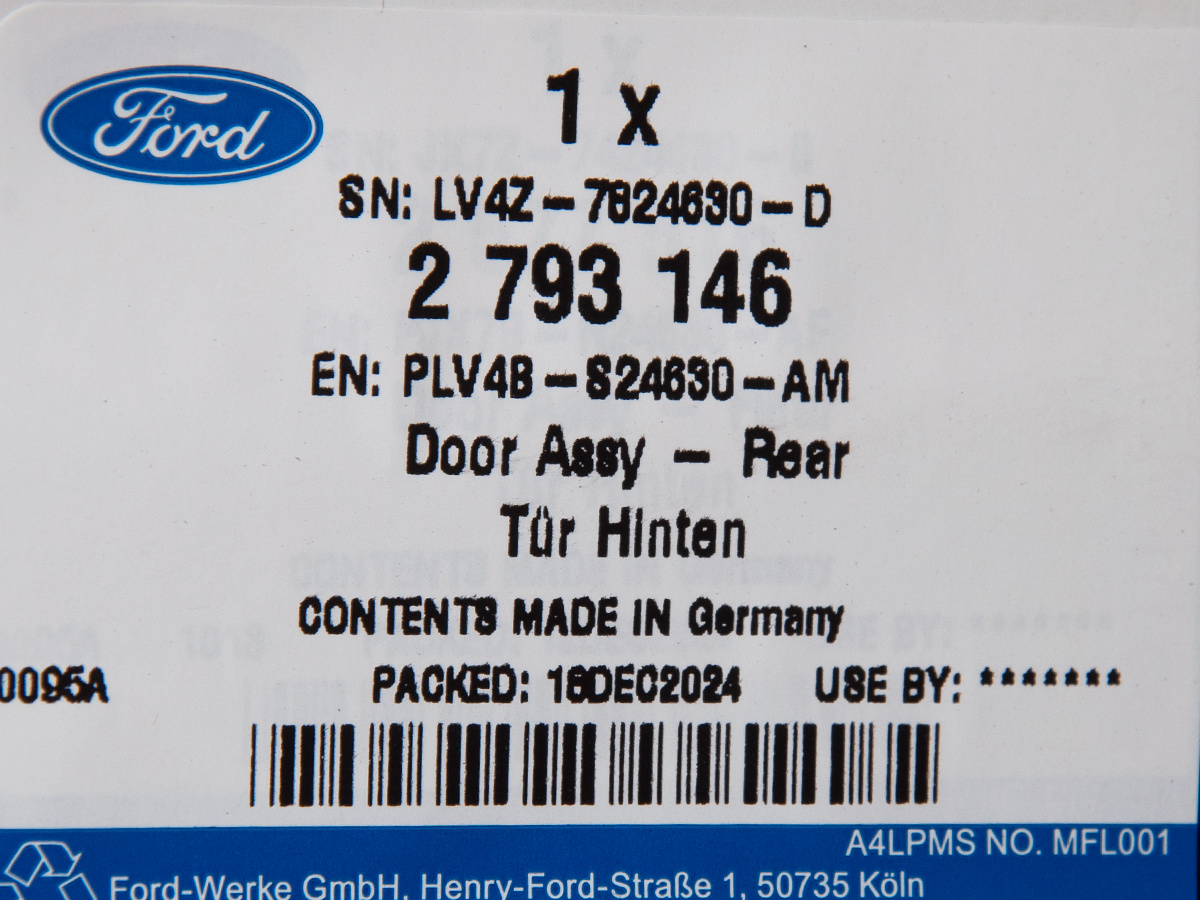 Ford
1 x
SN: LV4Z-7824630-D
2 793 146
EN: PLV4B-S24630-AM
Door Assy - Rear
Tür Hinten
CONTENTS MADE IN Germany
0095A PACKED: 16DEC2024 USE BY: *******
A4LPMS NO. MFL001
Ford-Werke GmbH, Henry-Ford-Straße 1, 50735 Köln